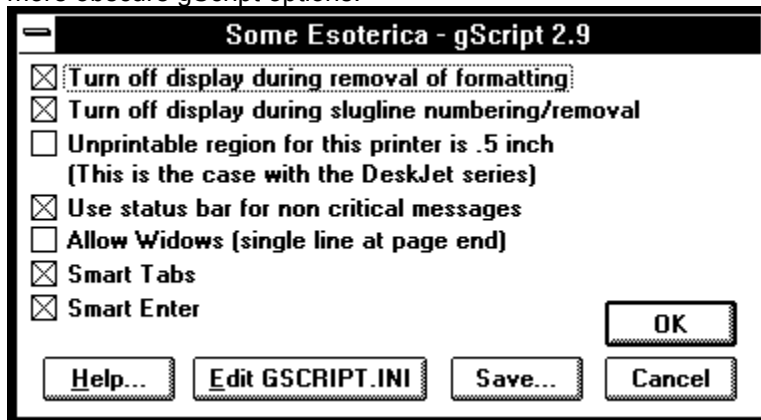 more obscure gScript options.
Some Esoterica - gScript 2.9
Turn off display during removal of formatting
Turn off display during slugline numbering/removal
Unprintable region for this printer is .5 inch
(This is the case with the DeskJet series)
Use status bar for non critical messages
Allow Widows (single line at page end)
Smart Tabs
Smart Enter
OK
Help... Edit GSCRIPT.INI Save... Cancel